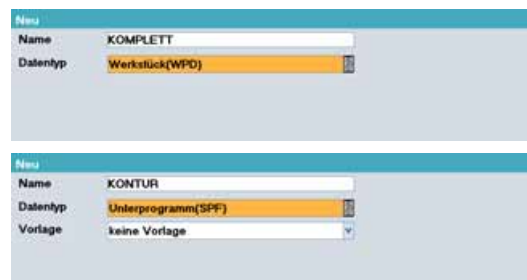 Neu
Name KOMPLETT
Datentyp Werkstück(WPD)
Neu
Name KONTUR
Datentyp Unterprogramm(SPF)
Vorlage keine Vorlage